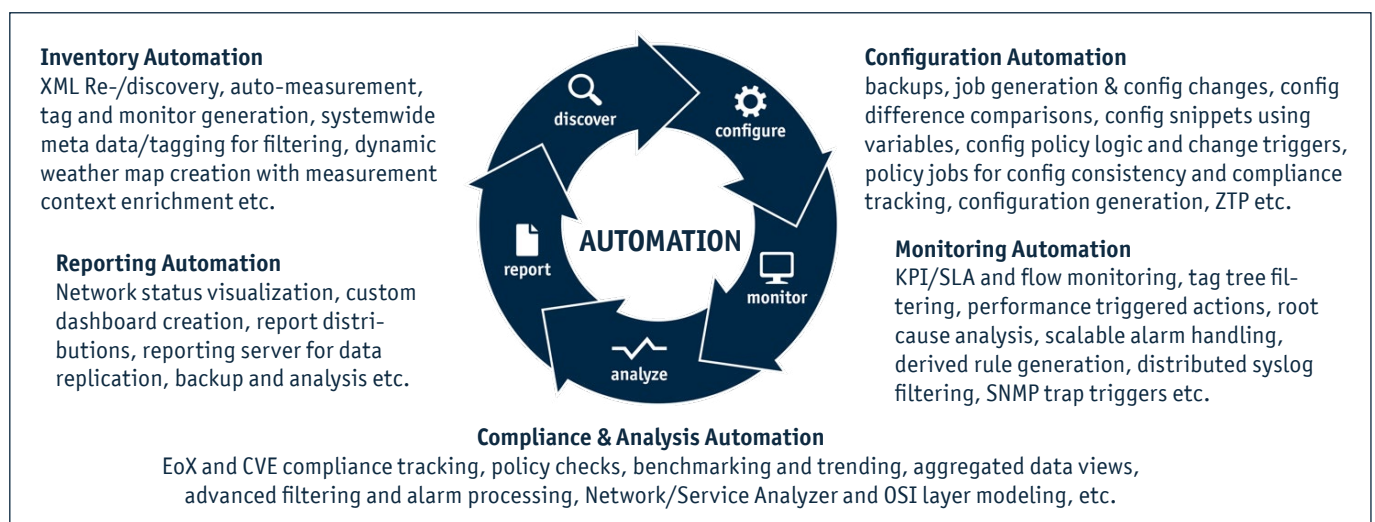 Inventory Automation
XML Re-/discovery, auto-measurement,
tag and monitor generation, systemwide
meta data/tagging for filtering, dynamic
weather map creation with measurement
context enrichment etc.
Reporting Automation
Network status visualization, custom
dashboard creation, report distri-
butions, reporting server for data
replication, backup and analysis etc.
discover
configure
AUTOMATION
report
monitor
analyze
Configuration Automation
backups, job generation & config changes, config
difference comparisons, config snippets using
variables, config policy logic and change triggers,
policy jobs for config consistency and compliance
tracking, configuration generation, ZTP etc.
Monitoring Automation
KPI/SLA and flow monitoring, tag tree fil-
tering, performance triggered actions, root
cause analysis, scalable alarm handling,
derived rule generation, distributed syslog
filtering, SNMP trap triggers etc.
Compliance & Analysis Automation
EoX and CVE compliance tracking, policy checks, benchmarking and trending, aggregated data views,
advanced filtering and alarm processing, Network/Service Analyzer and OSI layer modeling, etc.